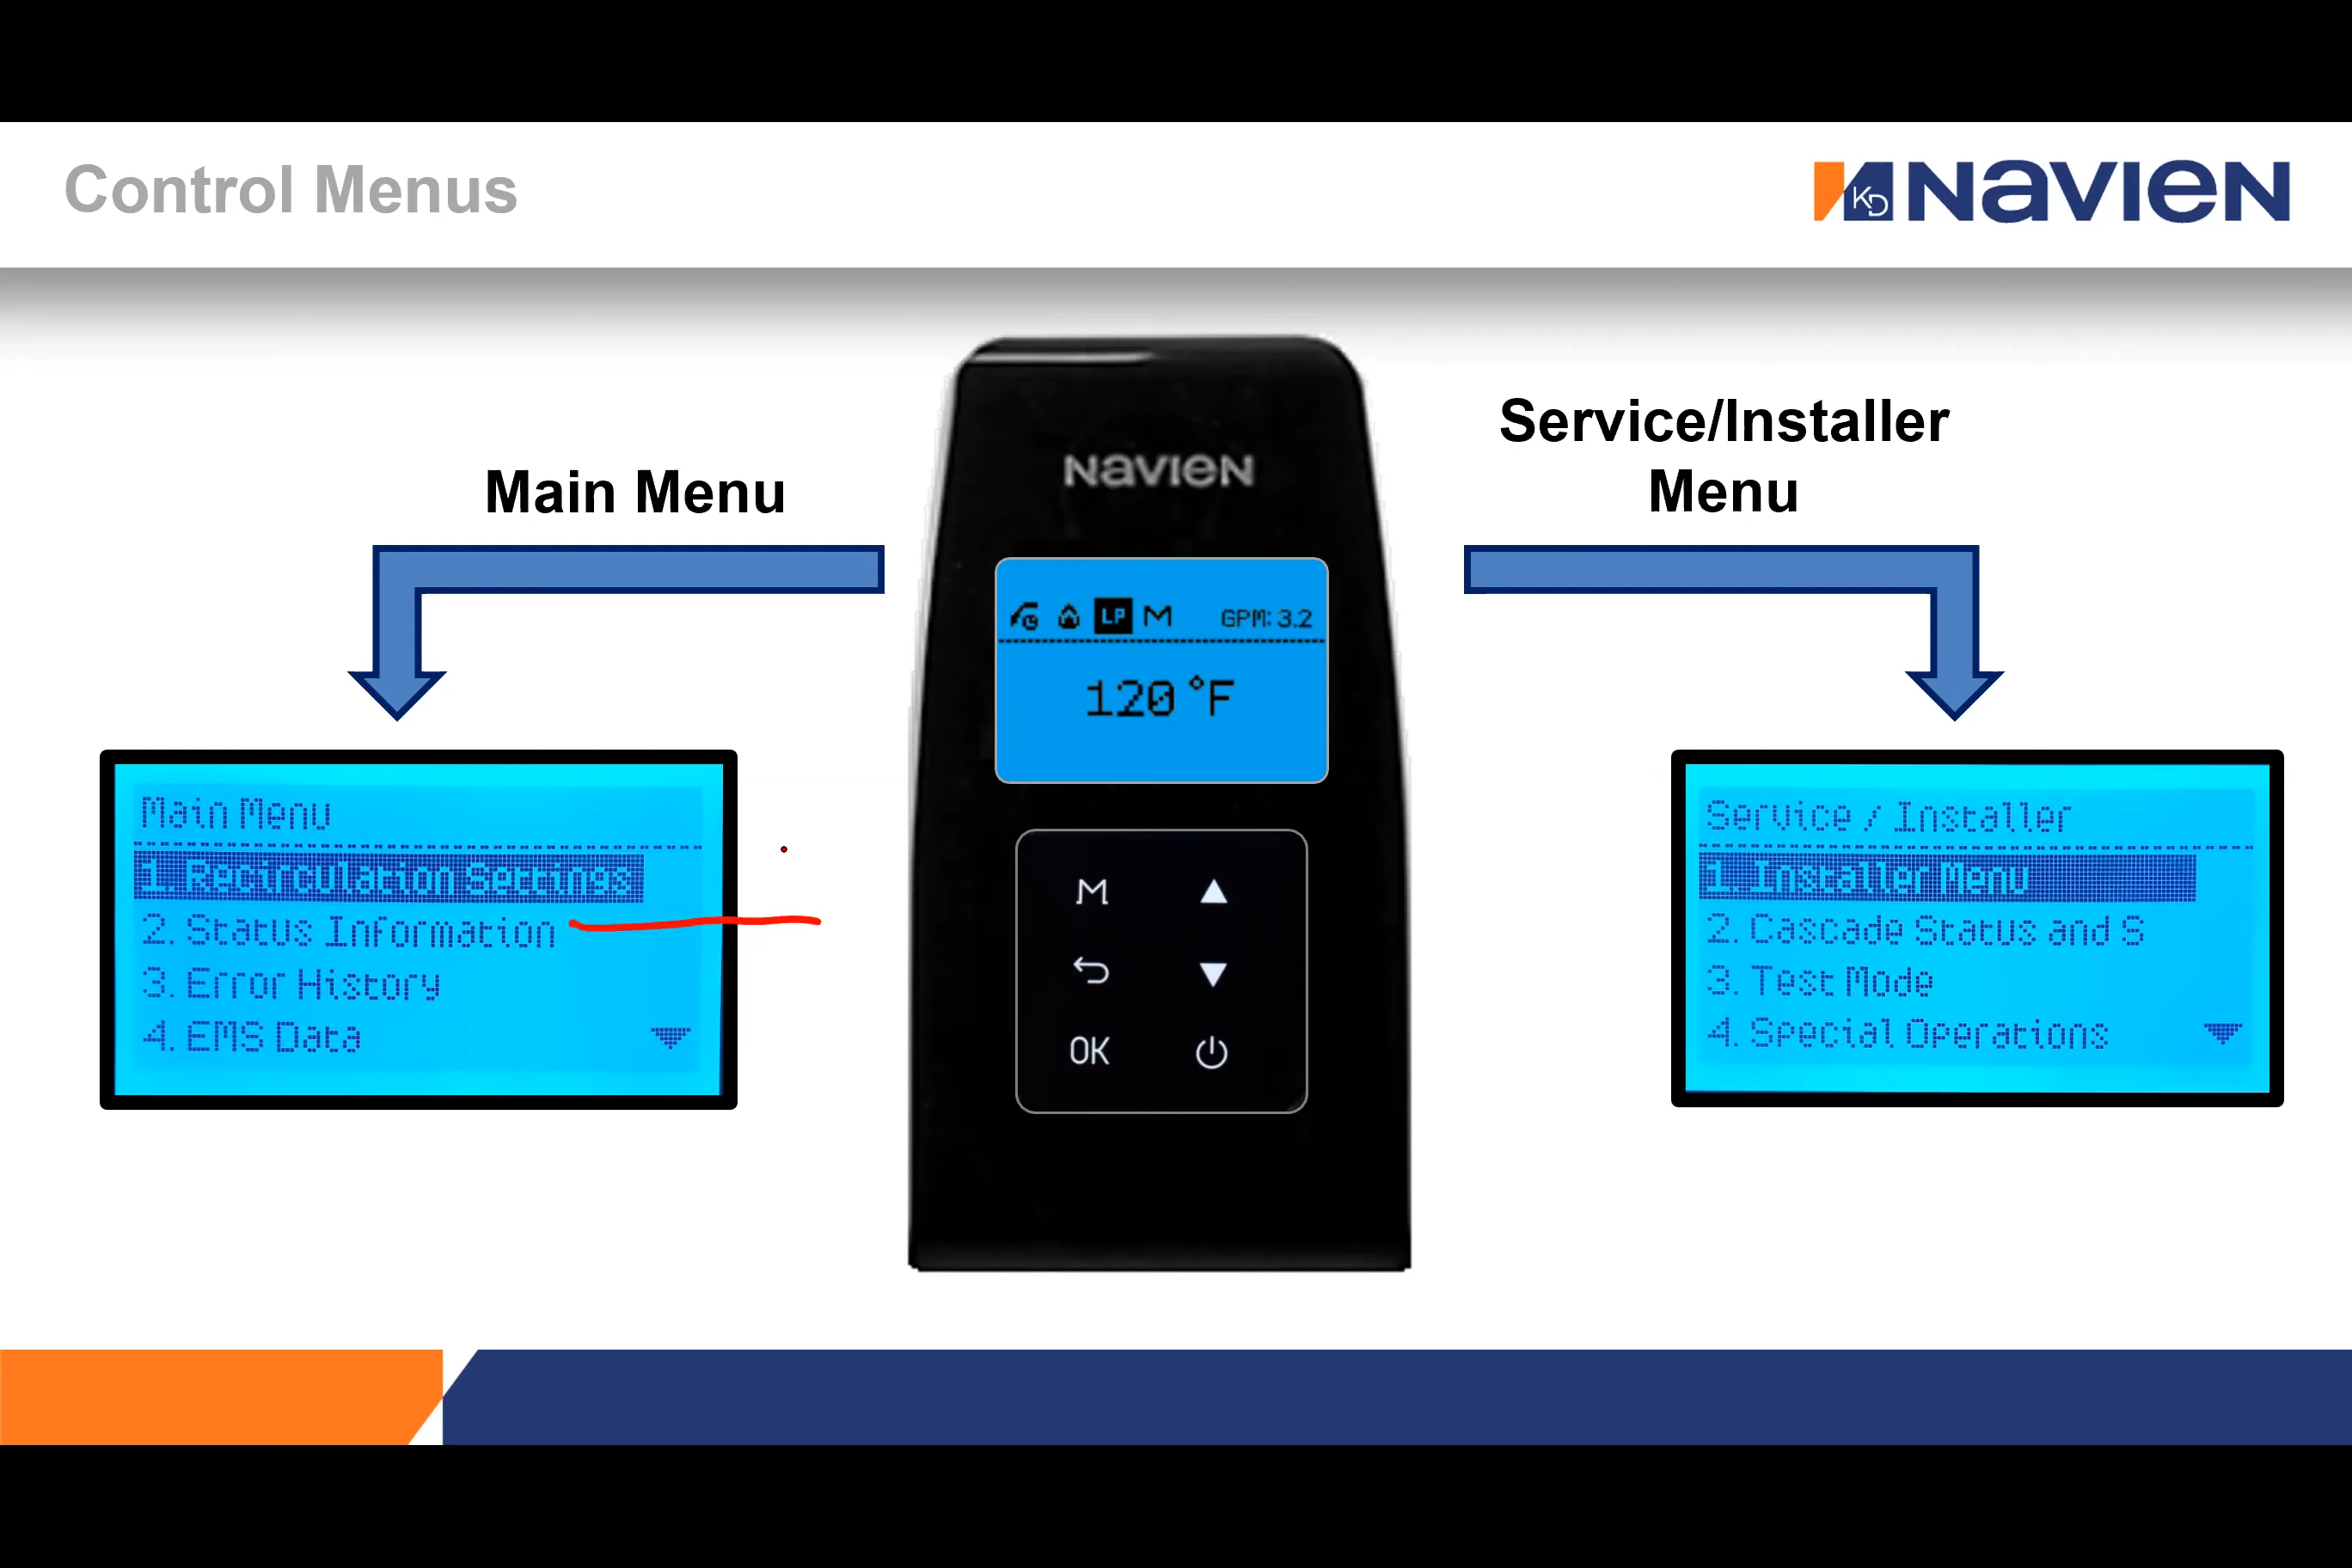 Control Menus
KD NAVIEN
Main Menu
Service/Installer
Menu
NAVIEN
LP M GPM: 3.2
120 °F
M
OK
Main Menu
1. Recirculation Settings
2. Status Information
3. Error History
4. EMS Data
Service / Installer
1. Installer Menu
2. Cascade Status and S
3. Test Mode
4. Special Operations